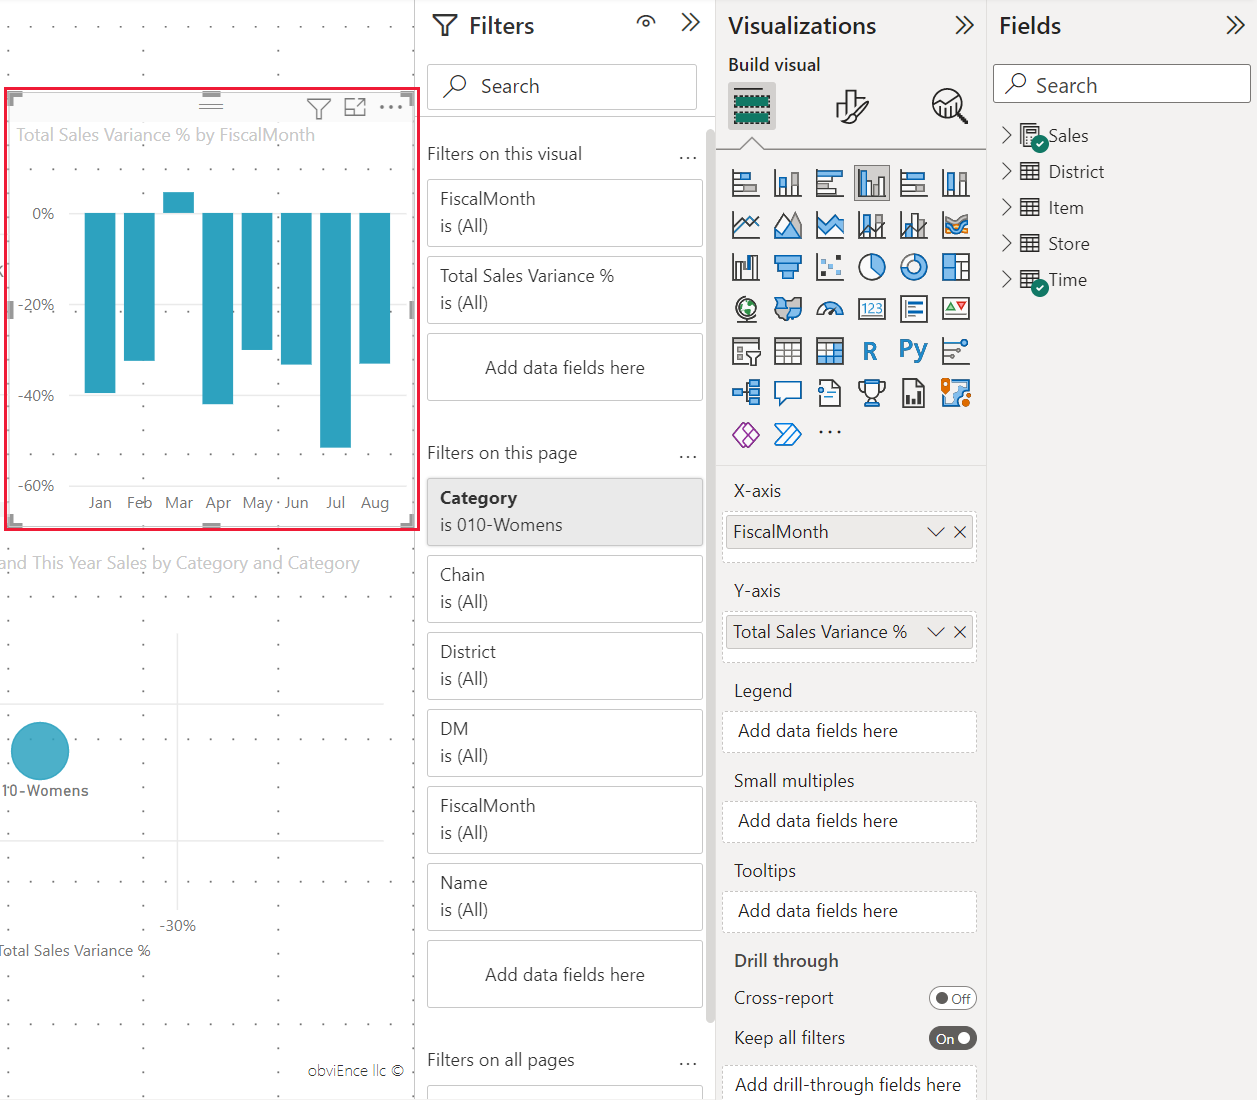 Total Sales Variance % by FiscalMonth
0%
-20%
-40%
-60%
Jan Feb Mar Apr May Jun Jul Aug
and This Year Sales by Category and Category
010-Womens
-30%
Total Sales Variance %
obviEnce llc ©
Filters
Search
Filters on this visual
...
FiscalMonth
is (All)
Total Sales Variance %
is (All)
Add data fields here
Filters on this page
...
Category
is 010-Womens
Chain
is (All)
District
is (All)
DM
is (All)
FiscalMonth
is (All)
Name
is (All)
Add data fields here
Filters on all pages
...
Visualizations
Build visual
123
R
Py
...
X-axis
FiscalMonth
Y-axis
Total Sales Variance %
Legend
Add data fields here
Small multiples
Add data fields here
Tooltips
Add data fields here
Drill through
Cross-report
Off
Keep all filters
On
Add drill-through fields here
Fields
Search
Sales
District
Item
Store
Time